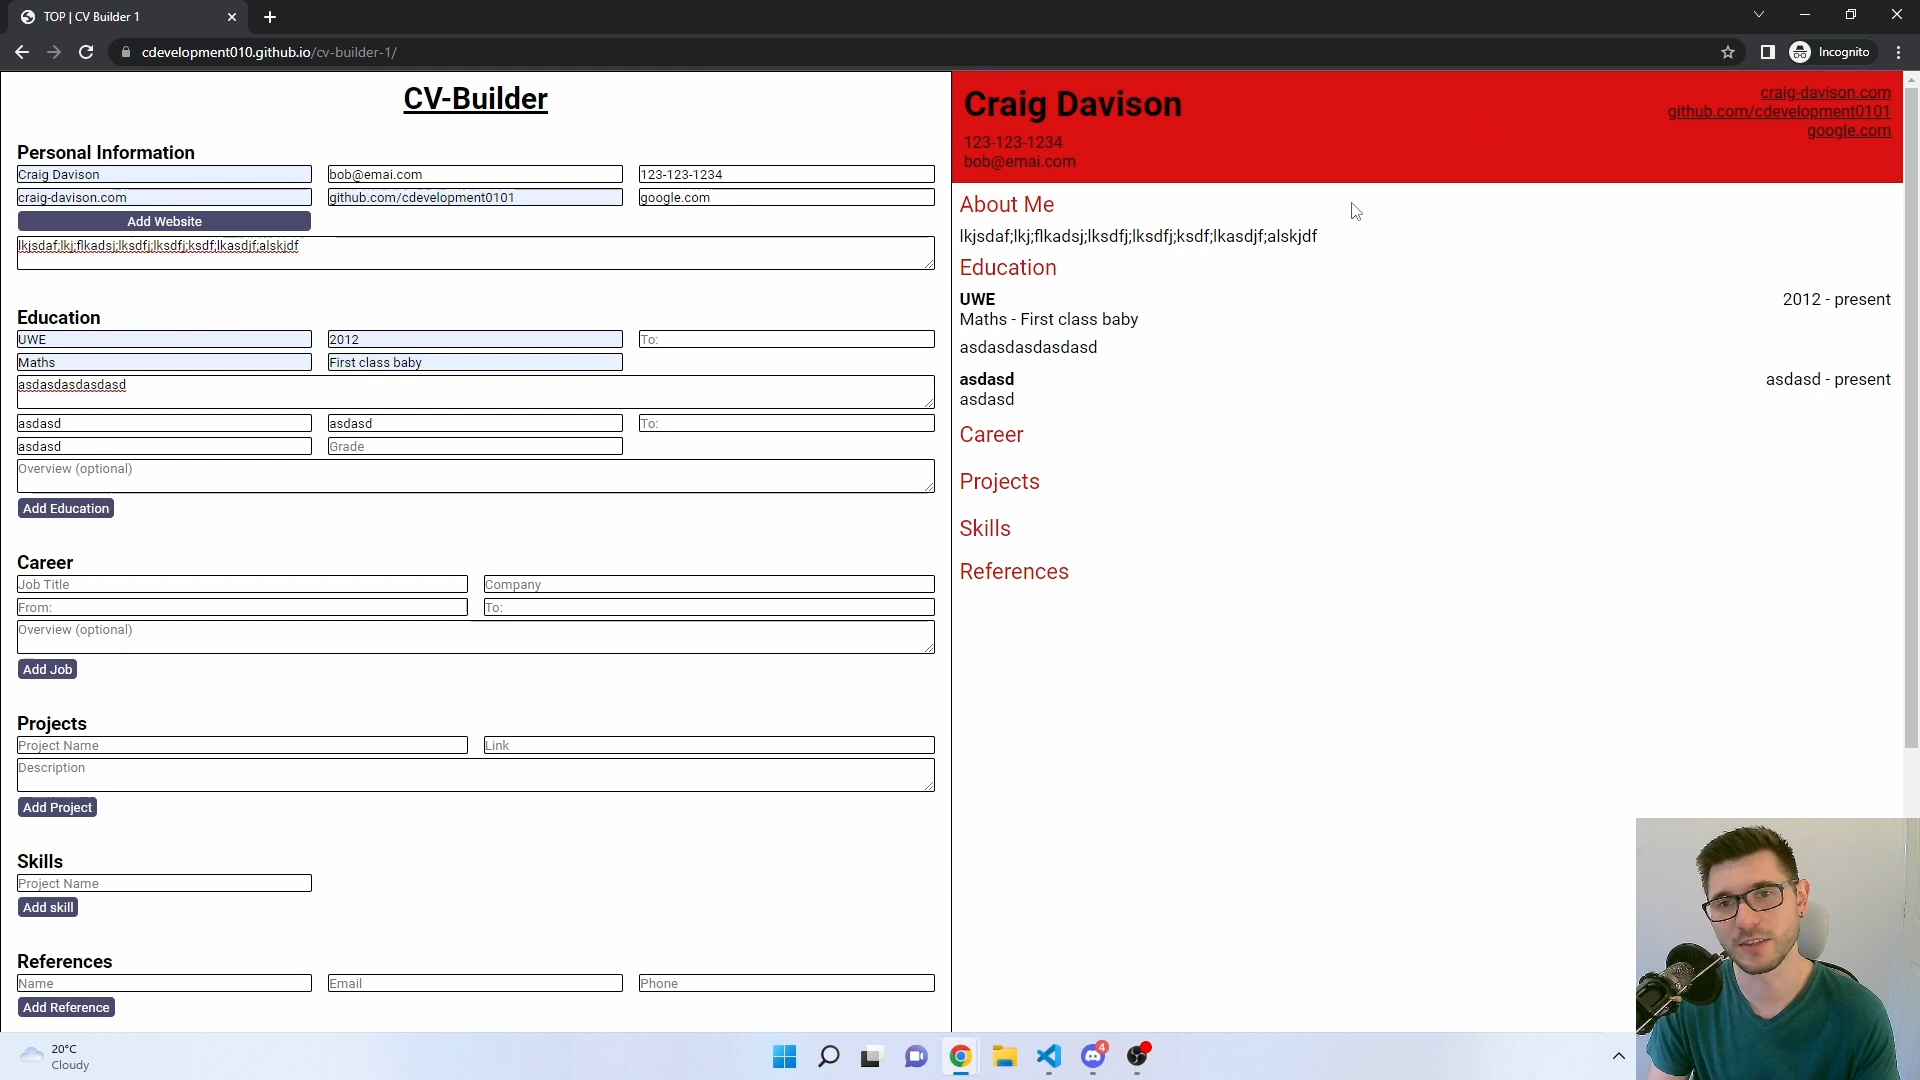 TOP | CV Builder 1
cdevelopment010.github.io/cv-builder-1/
Incognito
CV-Builder
Personal Information
Craig Davison
bob@emai.com
123-123-1234
craig-davison.com
github.com/cdevelopment0101
google.com
Add Website
lkjsdaf;lkj;flkadsj;lksdfj;lksdfj;ksdf;lkasdjf;alskjdf
Education
UWE
2012
To:
Maths
First class baby
asdasdasdasdasd
asdasd
asdasd
To:
asdasd
Grade
Overview (optional)
Add Education
Career
Job Title
Company
From:
To:
Overview (optional)
Add Job
Projects
Project Name
Link
Description
Add Project
Skills
Project Name
Add skill
References
Name
Email
Phone
Add Reference
Craig Davison
123-123-1234
bob@emai.com
craig-davison.com
github.com/cdevelopment0101
google.com
About Me
lkjsdaf;lkj;flkadsj;lksdfj;lksdfj;ksdf;lkasdjf;alskjdf
Education
UWE
2012 - present
Maths - First class baby
asdasdasdasdasd
asdasd
asdasd - present
asdasd
Career
Projects
Skills
References
20°C
Cloudy
4